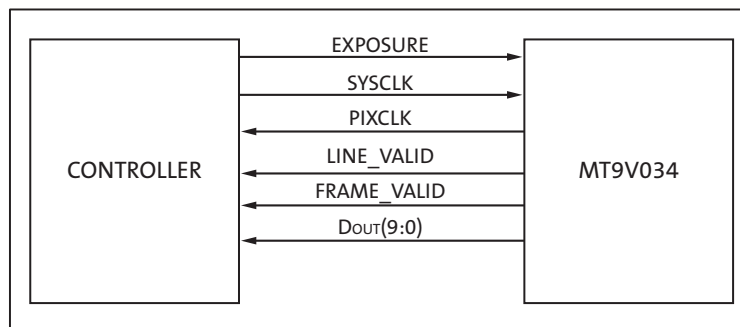 EXPOSURE
SYSCLK
PIXCLK
CONTROLLER
LINE_VALID
MT9V034
FRAME_VALID
DOUT(9:0)